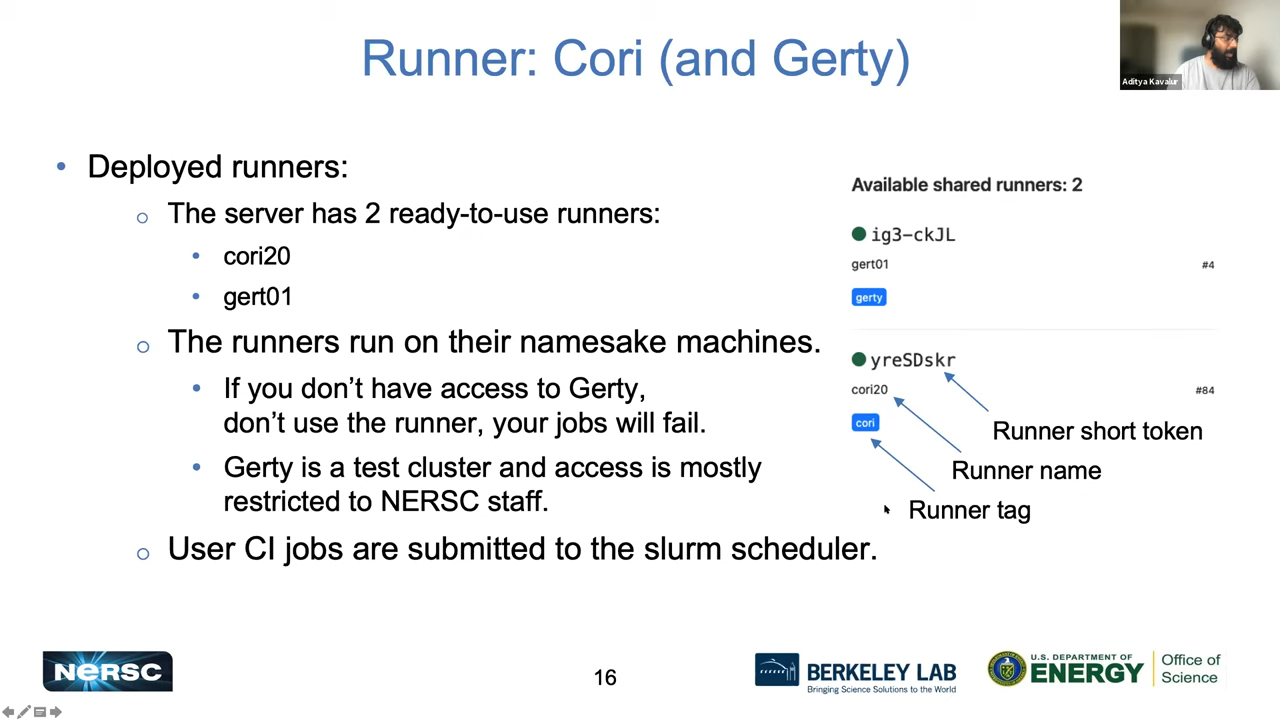 Runner: Cori (and Gerty)
Aditya Kavalur
• Deployed runners:
o The server has 2 ready-to-use runners:
• cori20
• gert01
o The runners run on their namesake machines.
• If you don't have access to Gerty,
don't use the runner, your jobs will fail.
• Gerty is a test cluster and access is mostly
restricted to NERSC staff.
o User CI jobs are submitted to the slurm scheduler.
Available shared runners: 2
ig3-ckJL
gert01 #4
gerty
yreSDskr
cori20 #84
cori
Runner short token
Runner name
Runner tag
NERSC
16
BERKELEY LAB
Bringing Science Solutions to the World
U.S. DEPARTMENT OF
ENERGY
Office of
Science